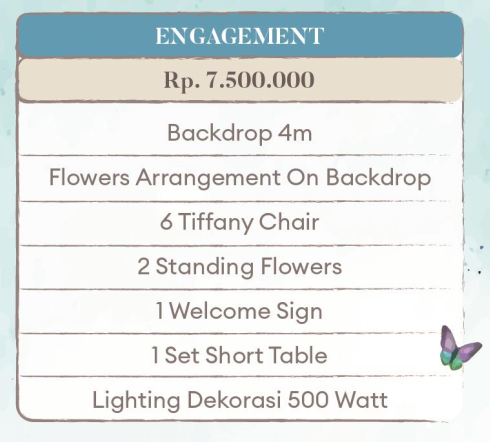 ENGAGEMENT
Rp. 7.500.000
Backdrop 4m
Flowers Arrangement On Backdrop
6 Tiffany Chair
2 Standing Flowers
1 Welcome Sign
1 Set Short Table
Lighting Dekorasi 500 Watt